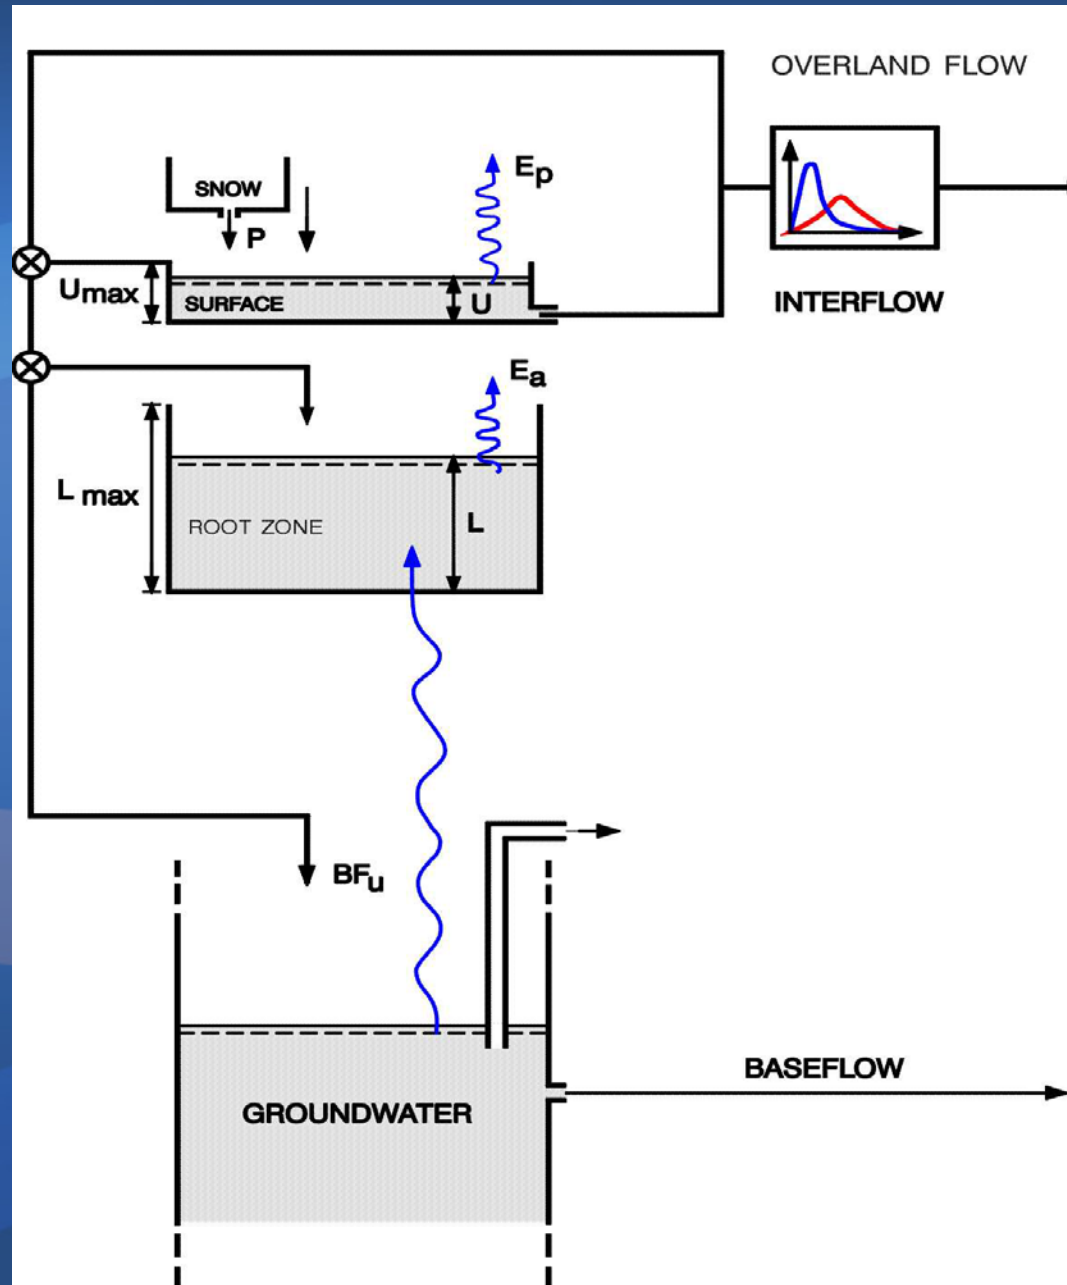 OVERLAND FLOW
SNOW
P
Ep
Umax
SURFACE
U
INTERFLOW
Ea
L max
ROOT ZONE
L
BFu
BASEFLOW
GROUNDWATER